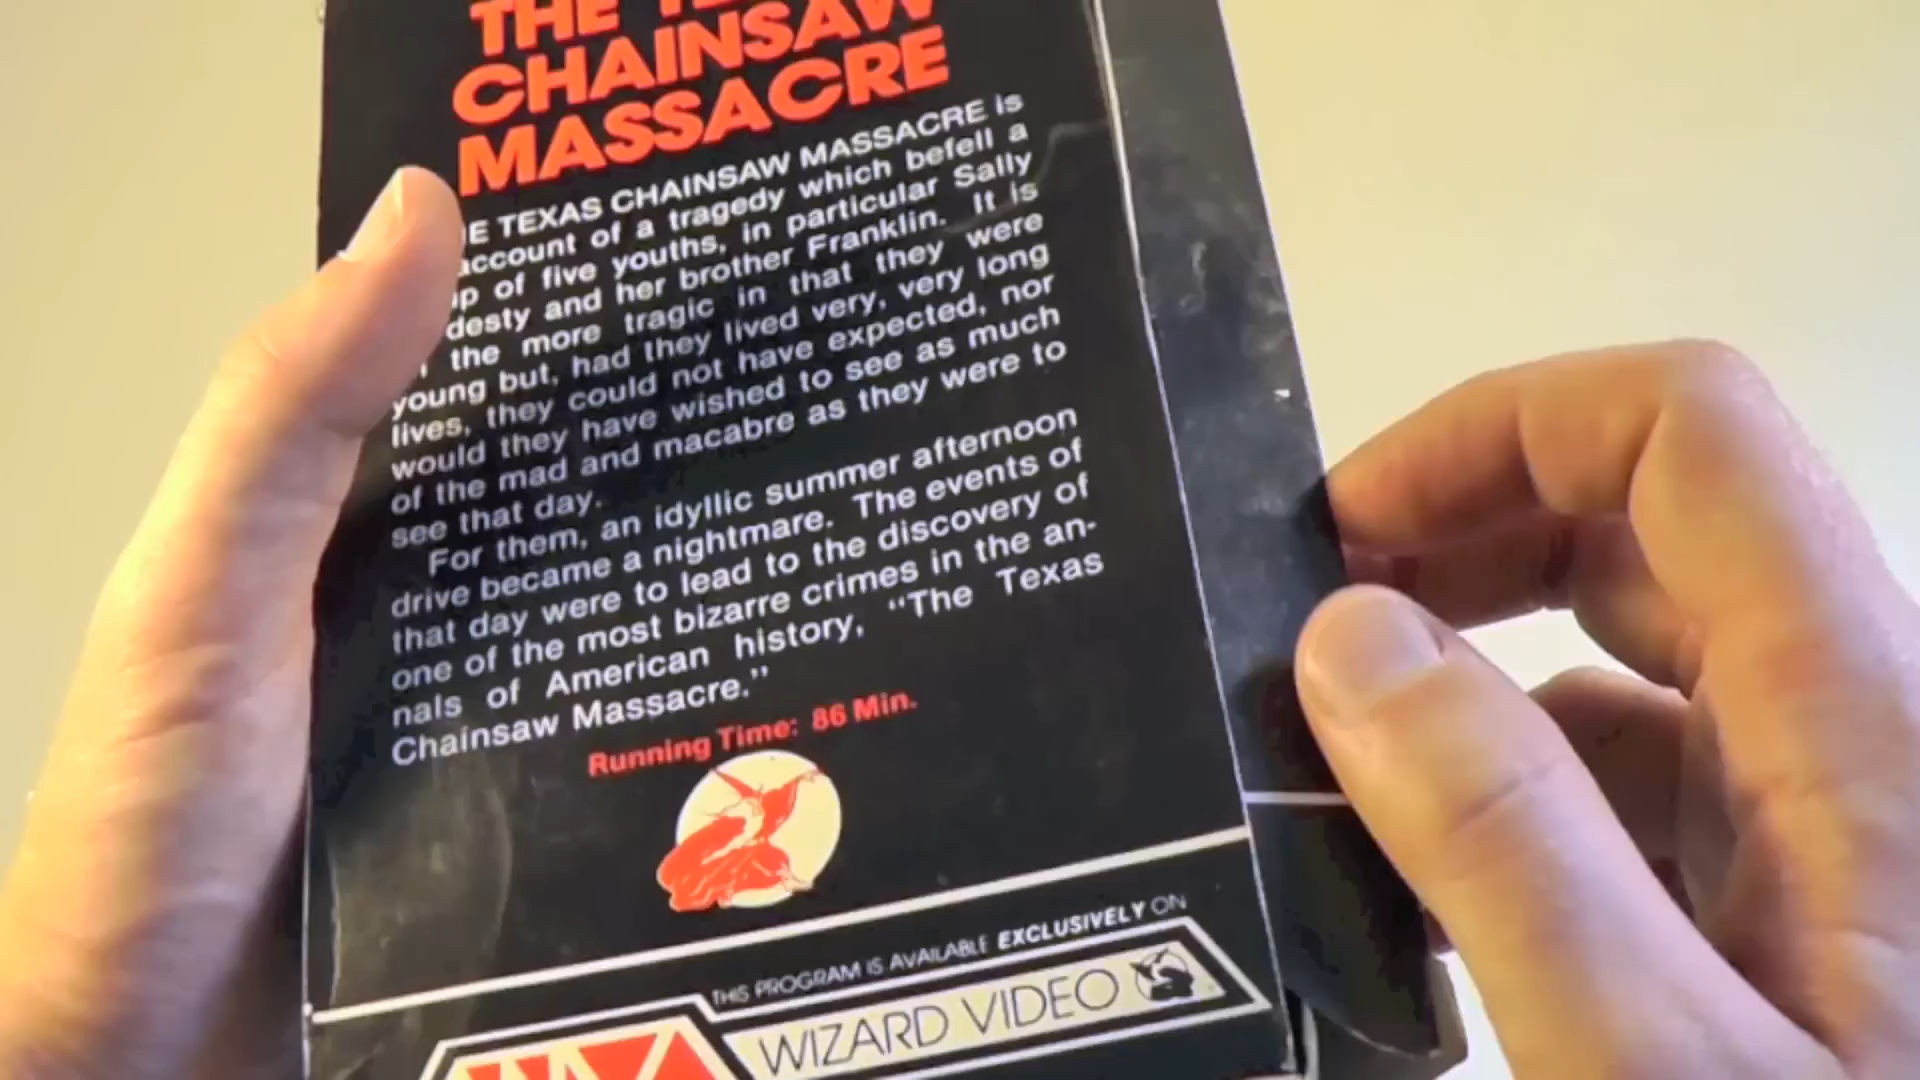 THE TE
CHAINSAW
MASSACRE
E TEXAS CHAINSAW MASSACRE is
account of a tragedy which befell a
up of five youths, in particular Sally
desty and her brother Franklin. It is
the more tragic in that they were
young but, had they lived very, very long
lives, they could not have expected, nor
would they have wished to see as much
of the mad and macabre as they were to
see that day.
For them, an idyllic summer afternoon
drive became a nightmare. The events of
that day were to lead to the discovery of
one of the most bizarre crimes in the an-
nals of American history, “The Texas
Chainsaw Massacre.”
Running Time: 86 Min.
THIS PROGRAM IS AVAILABLE EXCLUSIVELY ON
WIZARD VIDEO